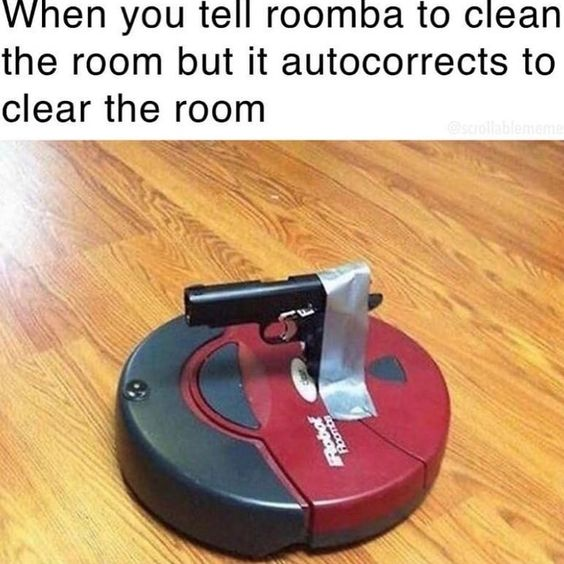 When you tell roomba to clean
the room but it autocorrects to
clear the room
@scrollablememe
iRobot
Roomba